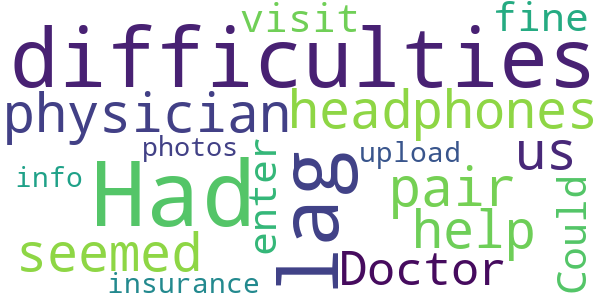 visit
fine
difficulties
physician
headphones
photos
upload
us
info
Had
enter
lag
pair
help
Could
seemed
Doctor
insurance